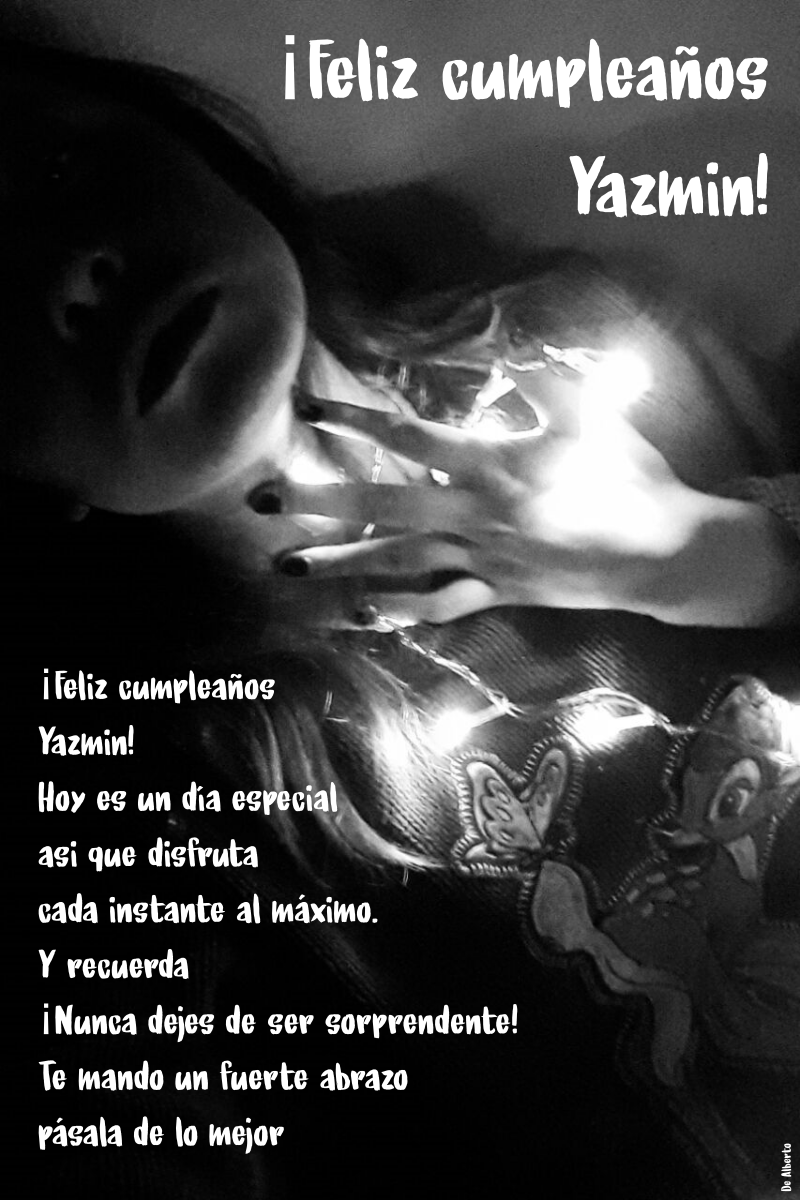 ¡Feliz cumpleaños
Yazmin!
¡Feliz cumpleaños
Yazmin!
Hoy es un día especial
asi que disfruta
cada instante al máximo.
Y recuerda
¡Nunca dejes de ser sorprendente!
Te mando un fuerte abrazo
pásala de lo mejor
De Alberto